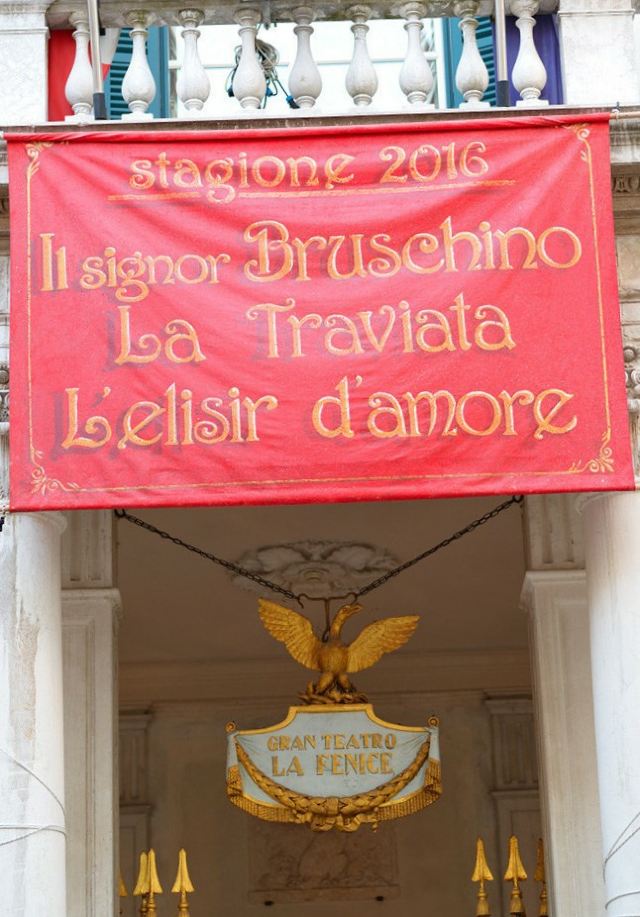 stagione 2016
Il signor Bruschino
La Traviata
L'elisir d'amore
GRAN TEATRO
LA FENICE